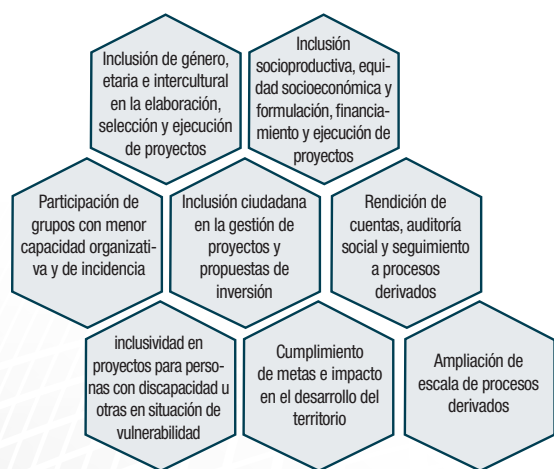 Inclusión de género,
etaria e intercultural
en la elaboración,
selección y ejecución
de proyectos
Inclusión
socioproductiva, equi-
dad socioeconómica y
formulación, financia-
miento y ejecución de
proyectos
Participación de
grupos con menor
capacidad organizati-
va y de incidencia
Inclusión ciudadana
en la gestión de
proyectos y
propuestas de
inversión
Rendición de
cuentas, auditoría
social y seguimiento
a procesos
derivados
inclusividad en
proyectos para perso-
nas con discapacidad u
otras en situación de
vulnerabilidad
Cumplimiento
de metas e impacto
en el desarrollo del
territorio
Ampliación de
escala de procesos
derivados